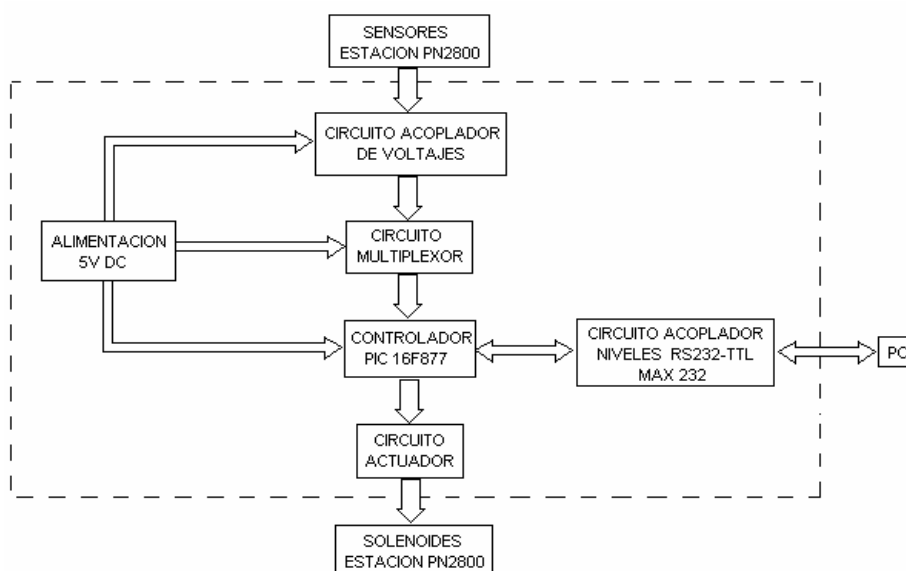 SENSORES
ESTACION PN2800
CIRCUITO ACOPLADOR
DE VOLTAJES
ALIMENTACION
5V DC
CIRCUITO
MULTIPLEXOR
CONTROLADOR
PIC 16F877
CIRCUITO ACOPLADOR
NIVELES RS232-TTL
MAX 232
PC
CIRCUITO
ACTUADOR
SOLENOIDES
ESTACION PN2800